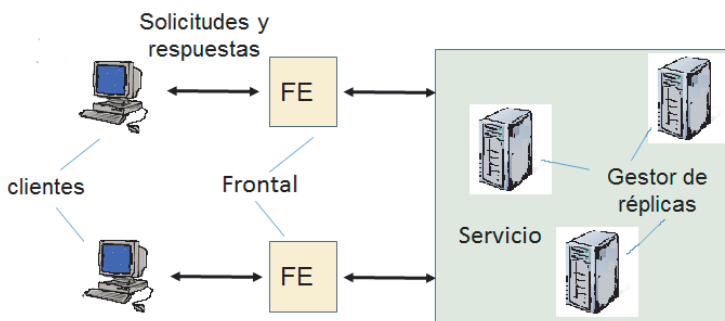 Solicitudes y
respuestas
FE
clientes
Frontal
Gestor de
réplicas
Servicio
FE